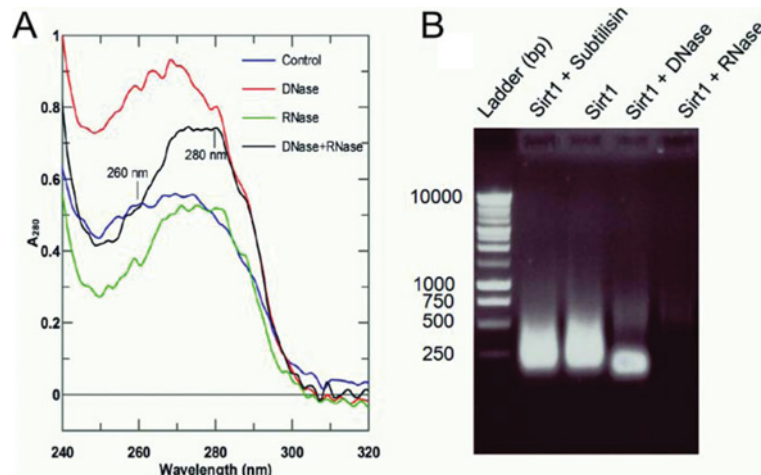 A
Control
DNase
RNase
DNase+RNase
260 nm
280 nm
A280
1
0.8
0.6
0.4
0.2
0
240
260
280
300
320
Wavelength (nm)
B
Ladder (bp)
Sirt1 + Subtilisin
Sirt1
Sirt1 + DNase
Sirt1 + RNase
10000
1000
750
500
250